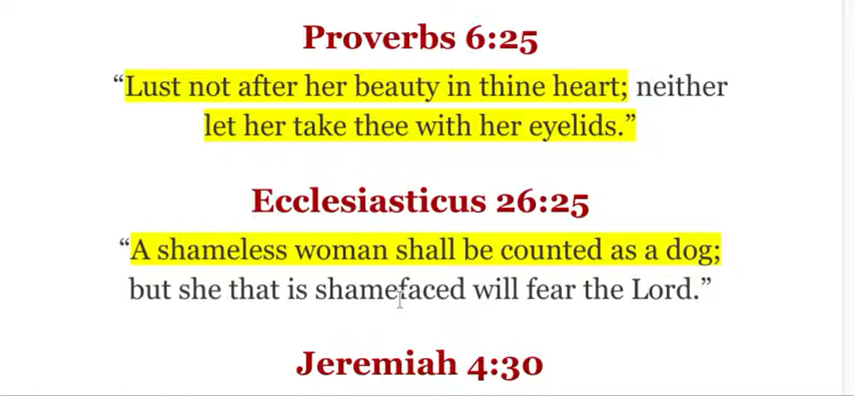 Proverbs 6:25
“Lust not after her beauty in thine heart; neither
let her take thee with her eyelids.”
Ecclesiasticus 26:25
“A shameless woman shall be counted as a dog;
but she that is shamefaced will fear the Lord.”
Jeremiah 4:30